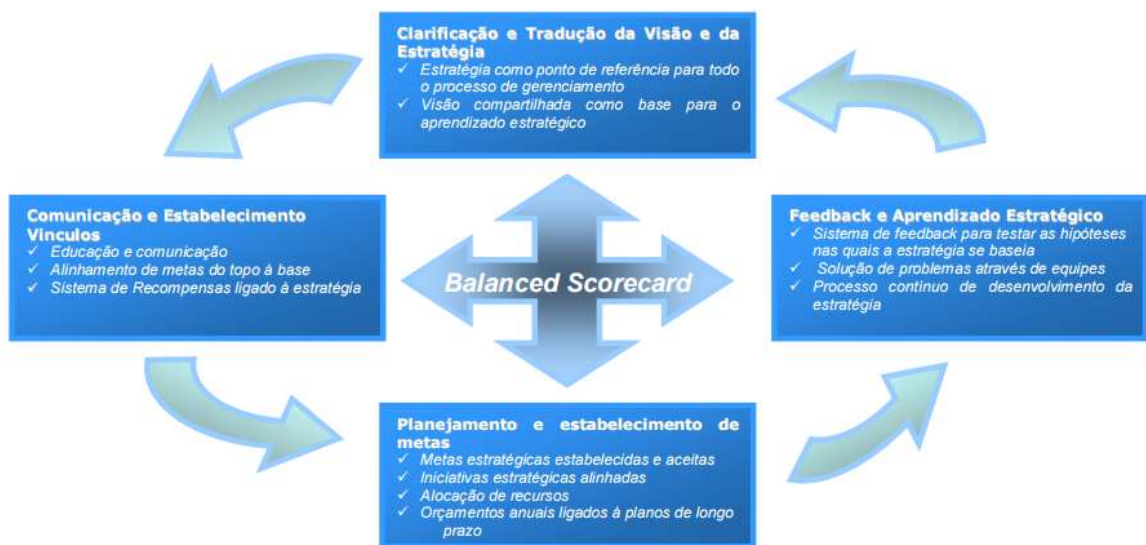 Clarificação e Tradução da Visão e da
Estratégia
✓ Estratégia como ponto de referência para todo
o processo de gerenciamento
✓ Visão compartilhada como base para o
aprendizado estratégico
Comunicação e Estabelecimento
Vinculos
✓ Educação e comunicação
✓ Alinhamento de metas do topo à base
✓ Sistema de Recompensas ligado à estratégia
Balanced Scorecard
Feedback e Aprendizado Estratégico
✓ Sistema de feedback para testar as hipóteses
nas quais a estratégia se baseia
✓ Solução de problemas através de equipes
✓ Processo contínuo de desenvolvimento da
estratégia
Planejamento e estabelecimento de
metas
✓ Metas estratégicas estabelecidas e aceitas
✓ Iniciativas estratégicas alinhadas
✓ Alocação de recursos
✓ Orçamentos anuais ligados à planos de longo
prazo